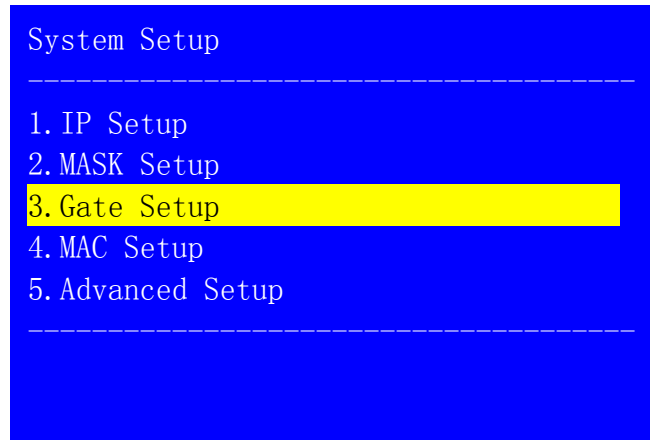 System Setup
--------------------------------------
1.IP Setup
2.MASK Setup
3.Gate Setup
4.MAC Setup
5.Advanced Setup
--------------------------------------